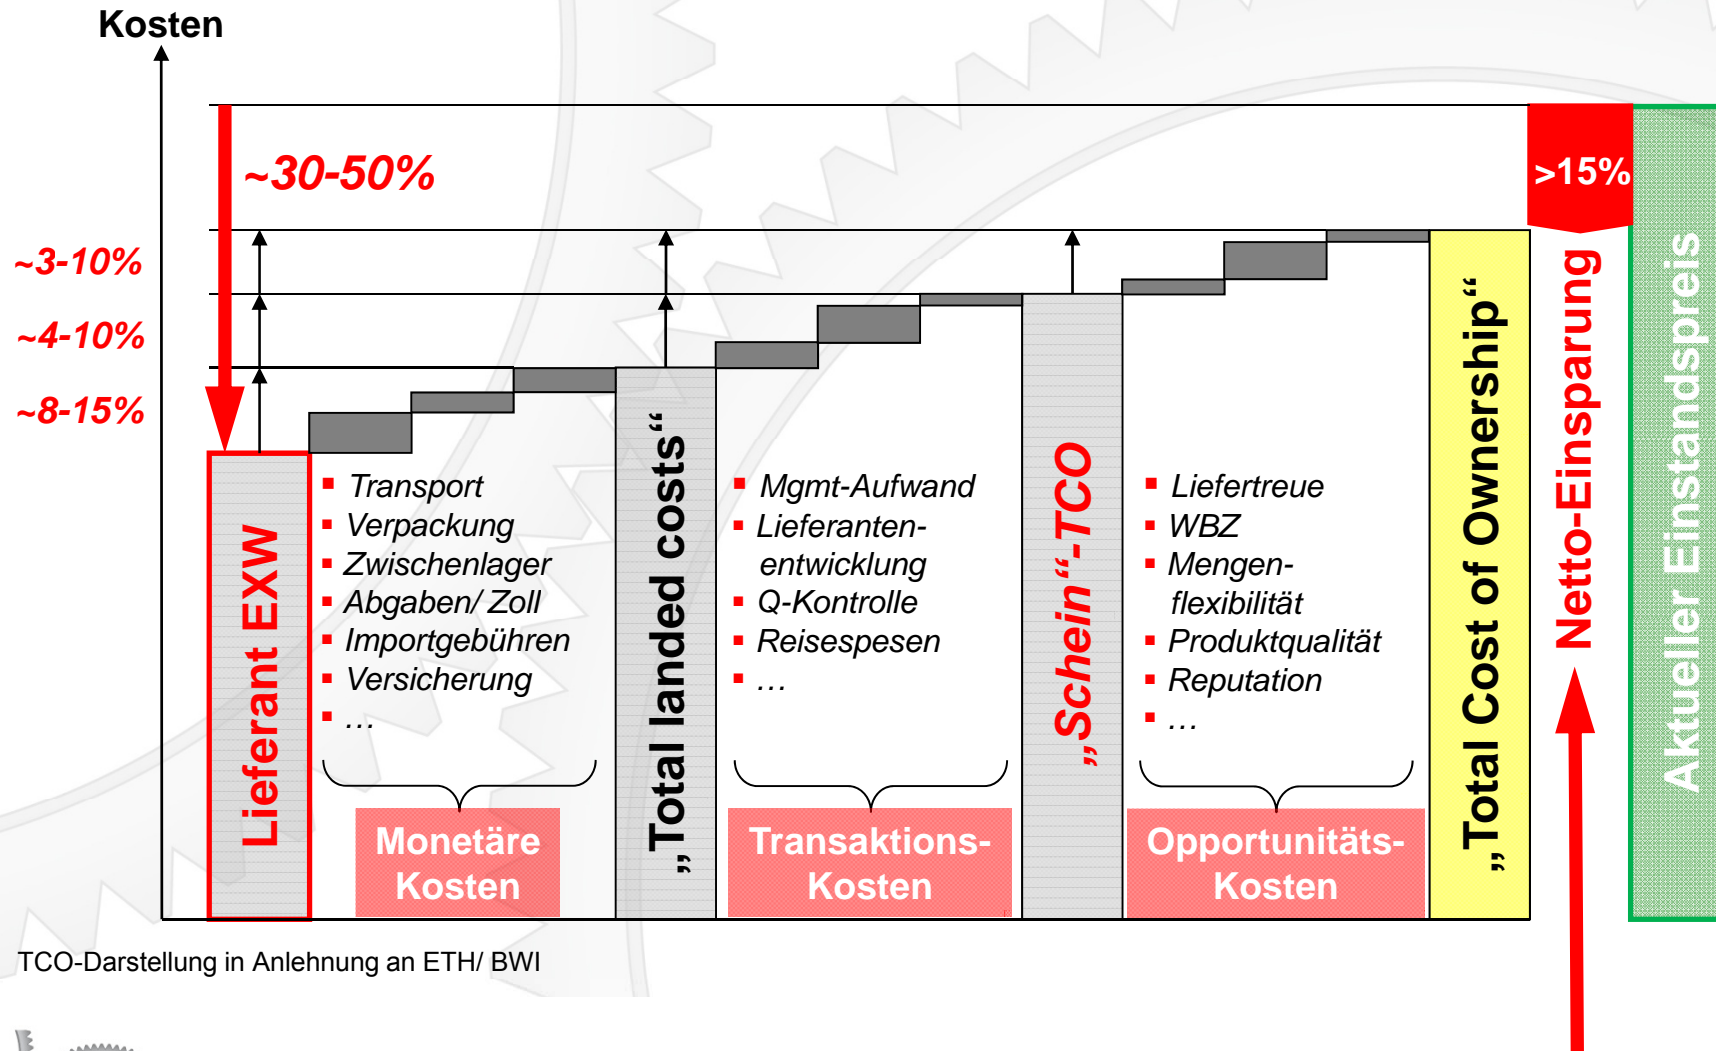 Kosten
~30-50%
>15%
~3-10%
~4-10%
~8-15%
Lieferant EXW
▪ Transport
▪ Verpackung
▪ Zwischenlager
▪ Abgaben/ Zoll
▪ Importgebühren
▪ Versicherung
▪ …
Monetäre
Kosten
„Total landed costs“
▪ Mgmt-Aufwand
▪ Lieferanten-
entwicklung
▪ Q-Kontrolle
▪ Reisespesen
▪ …
Transaktions-
Kosten
„Schein“-TCO
▪ Liefertreue
▪ WBZ
▪ Mengen-
flexibilität
▪ Produktqualität
▪ Reputation
▪ …
Opportunitäts-
Kosten
„Total Cost of Ownership“
Netto-Einsparung
Aktueller Einstandspreis
TCO-Darstellung in Anlehnung an ETH/ BWI